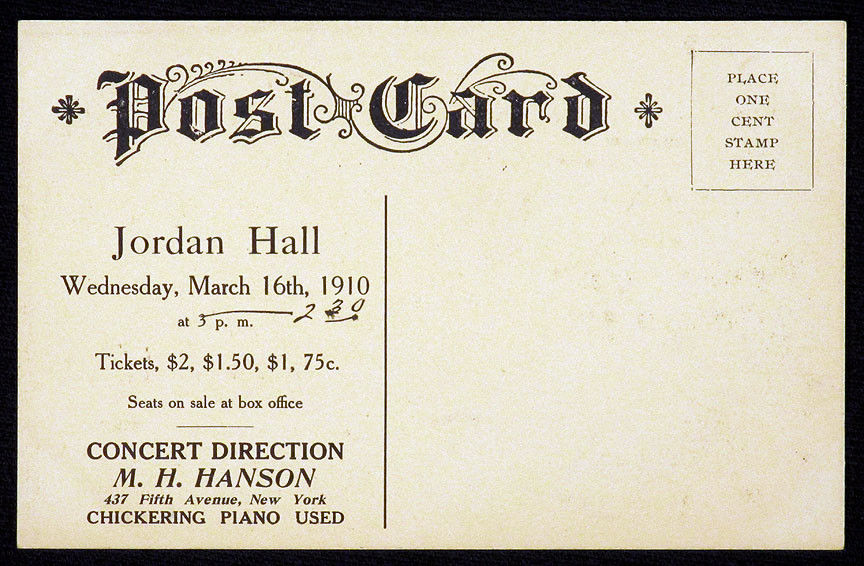 Post Card
PLACE
ONE
CENT
STAMP
HERE
Jordan Hall
Wednesday, March 16th, 1910
at 3 p. m. 2 30
Tickets, $2, $1.50, $1, 75c.
Seats on sale at box office
CONCERT DIRECTION
M. H. HANSON
437 Fifth Avenue, New York
CHICKERING PIANO USED